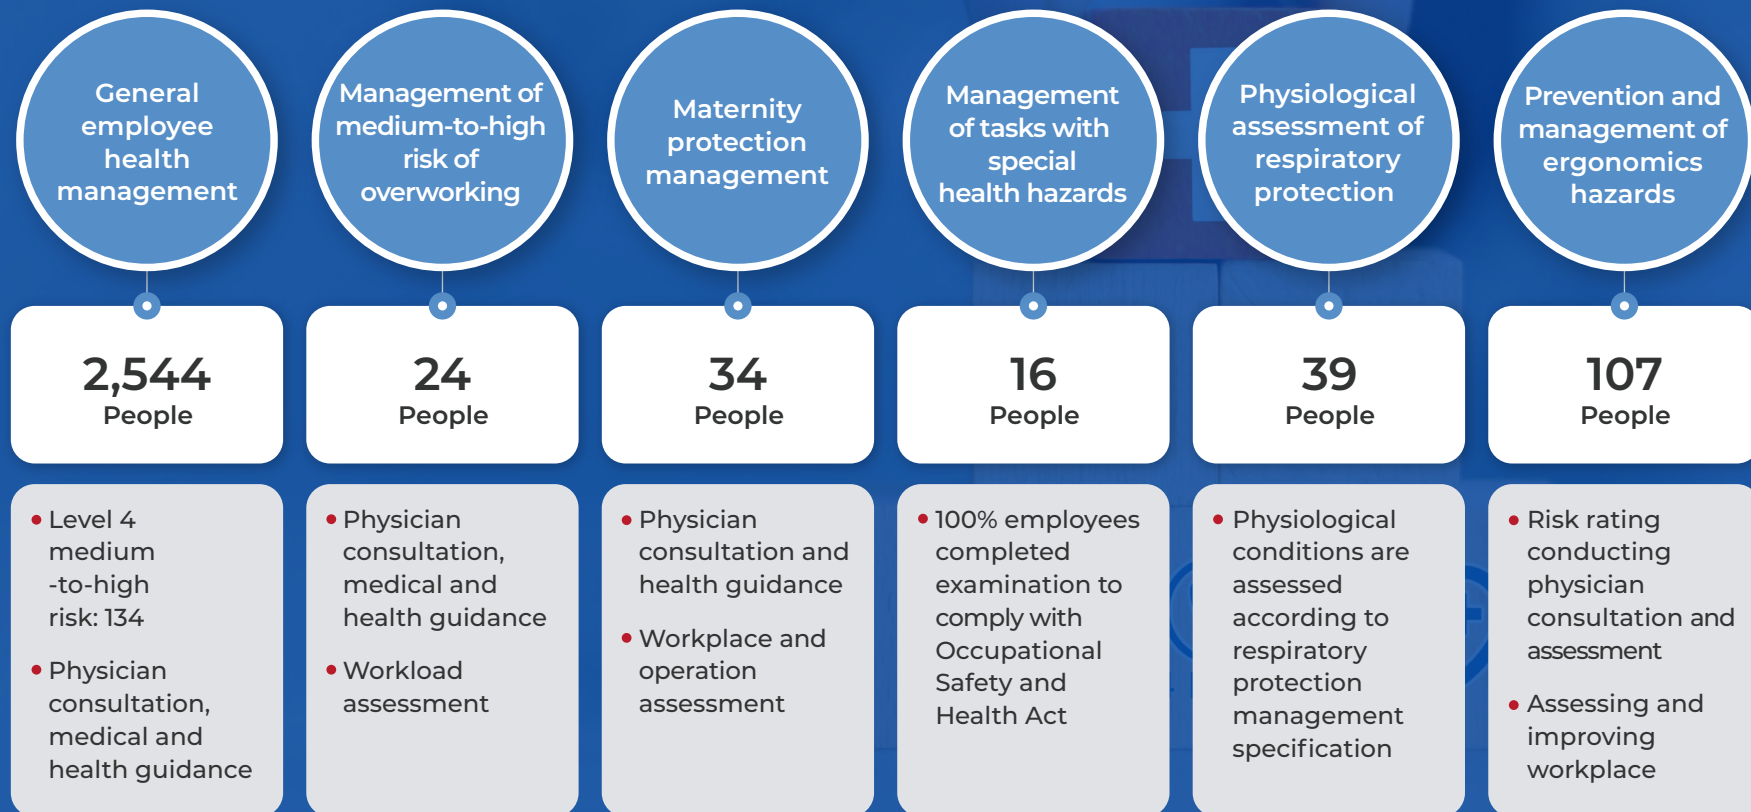 General
employee
health
management
Management of
medium-to-high
risk of
overworking
Maternity
protection
management
Management
of tasks with
special
health hazards
Physiological
assessment of
respiratory
protection
Prevention and
management of
ergonomics
hazards
2,544
People
24
People
34
People
16
People
39
People
107
People
• Level 4
medium
-to-high
risk: 134
• Physician
consultation,
medical and
health guidance
• Physician
consultation,
medical and
health guidance
• Workload
assessment
• Physician
consultation and
health guidance
• Workplace and
operation
assessment
• 100% employees
completed
examination to
comply with
Occupational
Safety and
Health Act
• Physiological
conditions are
assessed
according to
respiratory
protection
management
specification
• Risk rating
conducting
physician
consultation and
assessment
• Assessing and
improving
workplace